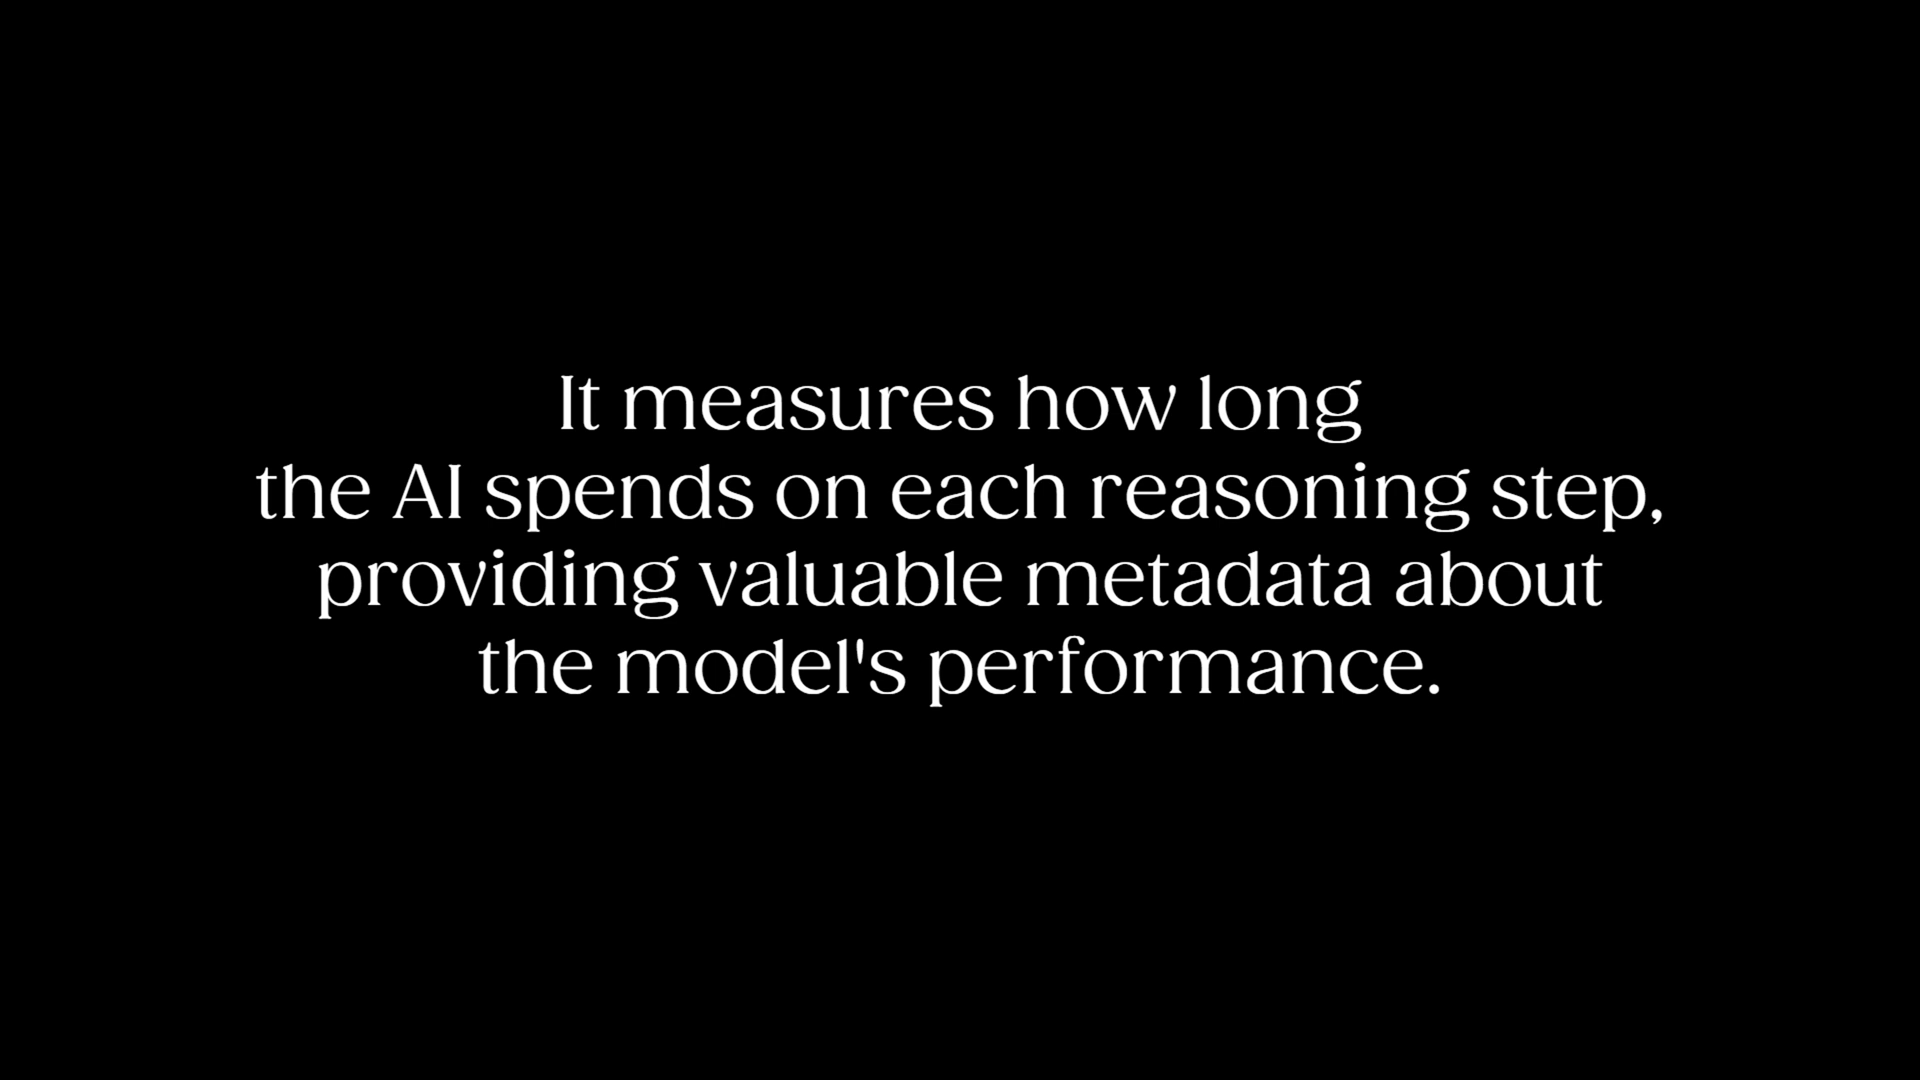 It measures how long
the AI spends on each reasoning step,
providing valuable metadata about
the model's performance.